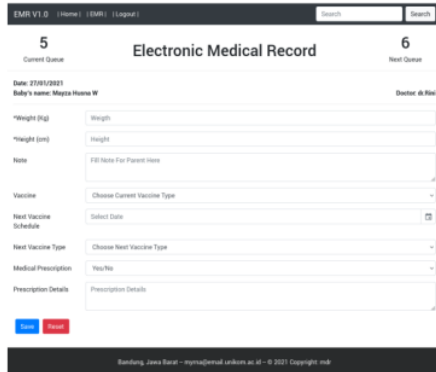 EMR V1.0 | Home | | EMR | | Logout |
Search
Search
5
Current Queue
Electronic Medical Record
6
Next Queue
Date: 27/01/2021
Baby's name: Mayza Husna W
Doctor: dr.Rini
*Weight (Kg)
Weigth
*Height (cm)
Height
Note
Fill Note For Parent Here
Vaccine
Choose Current Vaccine Type
Next Vaccine
Schedule
Select Date
Next Vaccine Type
Choose Next Vaccine Type
Medical Prescription
Yes/No
Prescription Details
Prescription Details
Save
Reset
Bandung, Jawa Barat – myrna@email.unikom.ac.id – © 2021 Copyright: mdr